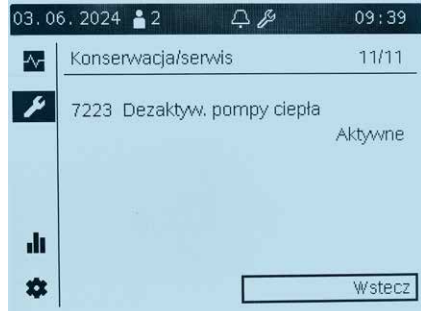 03.06.2024 2 09:39
Konserwacja/serwis 11/11
7223 Dezaktyw. pompy ciepła
Aktywne
Wstecz